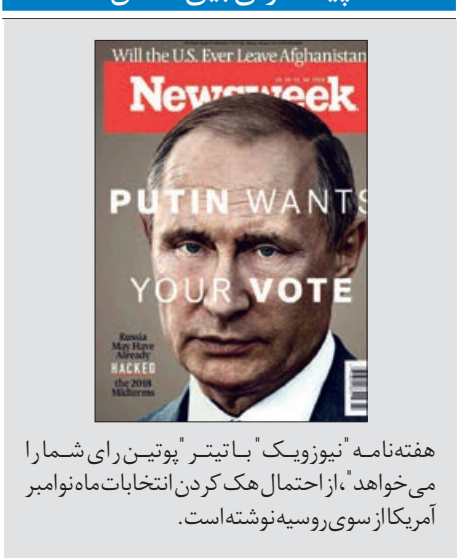 Will the U.S. Ever Leave Afghanistan
Newsweek
PUTIN WANTS
YOUR VOTE
Russia
May Have
Already
HACKED
the 2018
Midterms
هفته‌نامه "نیوزویک" با تیتر "پوتین رای شما را
می‌خواهد"، از احتمال هک کردن انتخابات ماه نوامبر
آمریکا از سوی روسیه نوشته است.